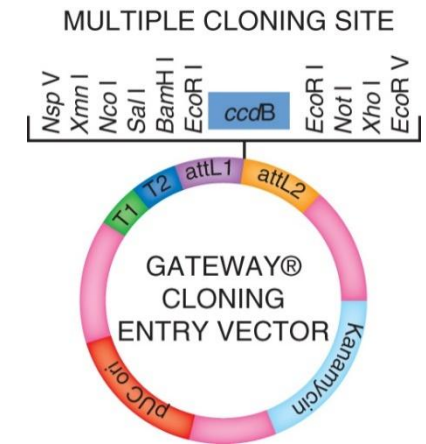 MULTIPLE CLONING SITE
Nsp V
Xmn I
Nco I
Sal I
BamH I
EcoR I
ccdB
EcoR I
Not I
Xho I
EcoR V
T1
T2
attL1
attL2
GATEWAY®
CLONING
ENTRY VECTOR
pUC ori
Kanamycin